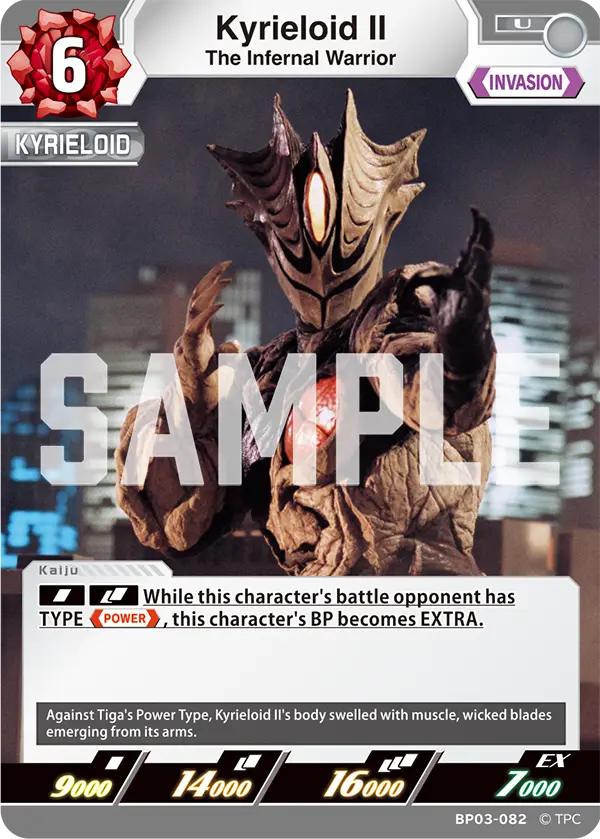 6
Kyrieloid II
The Infernal Warrior
U
INVASION
KYRIELOID
SAMPLE
Kaiju
While this character's battle opponent has
TYPE POWER, this character's BP becomes EXTRA.
Against Tiga's Power Type, Kyrieloid II's body swelled with muscle, wicked blades
emerging from its arms.
EX
9000 14000 16000 7000
BP03-082 © TPC